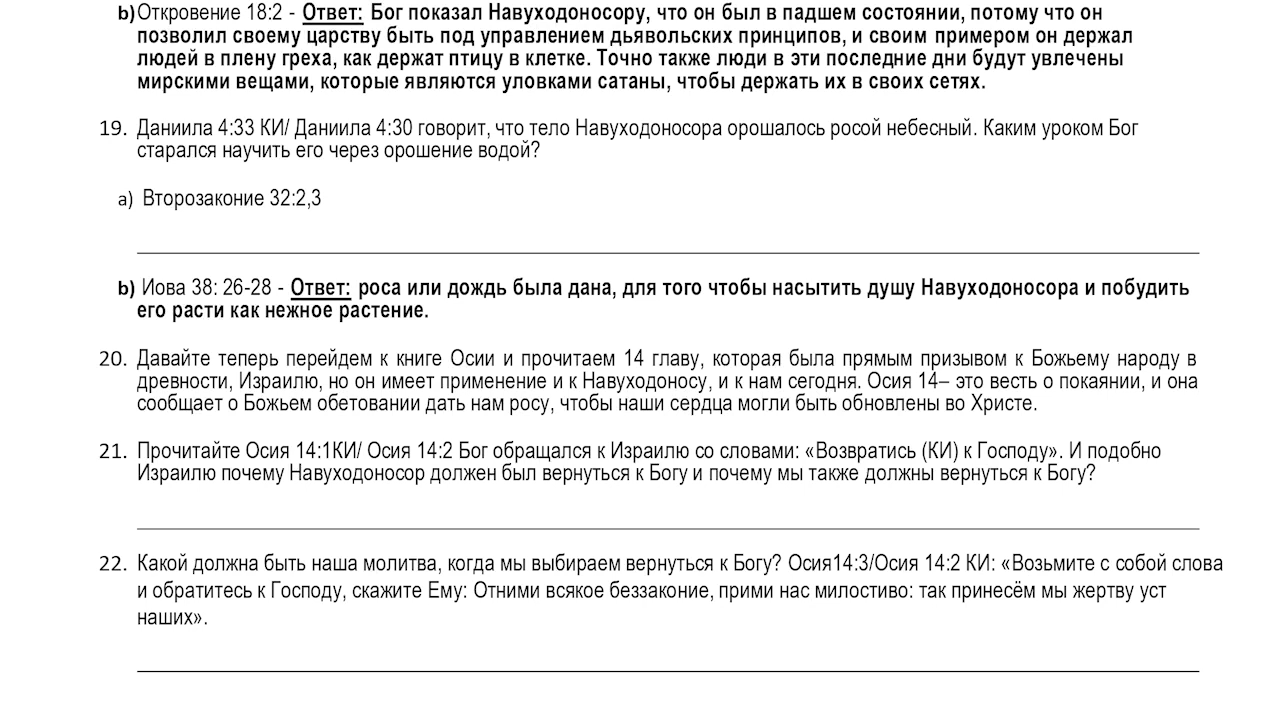 b)Откровение 18:2 - Ответ: Бог показал Навуходоносору, что он был в падшем состоянии, потому что он
позволил своему царству быть под управлением дьявольских принципов, и своим примером он держал
людей в плену греха, как держат птицу в клетке. Точно также люди в эти последние дни будут увлечены
мирскими вещами, которые являются уловками сатаны, чтобы держать их в своих сетях.
19. Даниила 4:33 КИ/ Даниила 4:30 говорит, что тело Навуходоносора орошалось росой небесный. Каким уроком Бог
старался научить его через орошение водой?
a) Второзаконие 32:2,3
b) Иова 38: 26-28 - Ответ: роса или дождь была дана, для того чтобы насытить душу Навуходоносора и побудить
его расти как нежное растение.
20. Давайте теперь перейдем к книге Осии и прочитаем 14 главу, которая была прямым призывом к Божьему народу в
древности, Израилю, но он имеет применение и к Навуходоносу, и к нам сегодня. Осия 14– это весть о покаянии, и она
сообщает о Божьем обетовании дать нам росу, чтобы наши сердца могли быть обновлены во Христе.
21. Прочитайте Осия 14:1КИ/ Осия 14:2 Бог обращался к Израилю со словами: «Возвратись (КИ) к Господу». И подобно
Израилю почему Навуходоносор должен был вернуться к Богу и почему мы также должны вернуться к Богу?
22. Какой должна быть наша молитва, когда мы выбираем вернуться к Богу? Осия14:3/Осия 14:2 КИ: «Возьмите с собой слова
и обратитесь к Господу, скажите Ему: Отними всякое беззаконие, прими нас милостиво: так принесём мы жертву уст
наших».